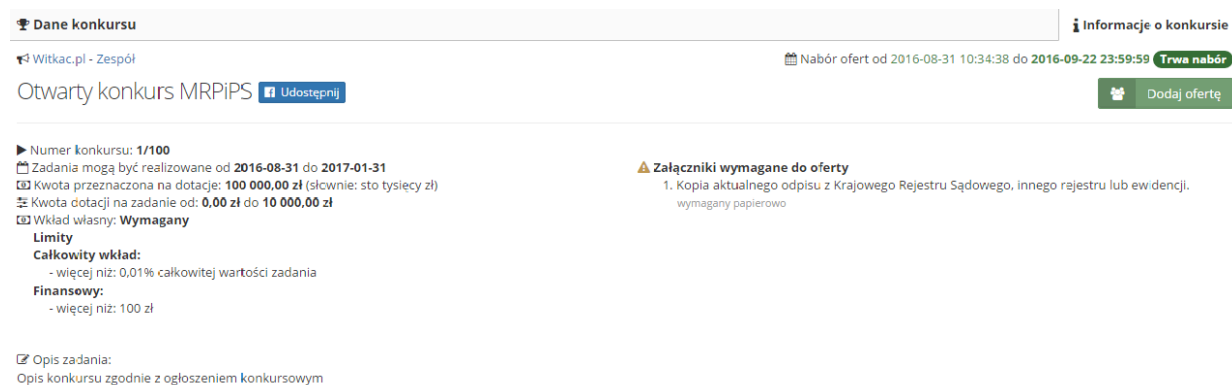 Dane konkursu
Informacje o konkursie
Witkac.pl - Zespół
Nabór ofert od 2016-08-31 10:34:38 do 2016-09-22 23:59:59 Trwa nabór
Otwarty konkurs MRPiPS Udostępnij
Dodaj ofertę
Numer konkursu: 1/100
Zadania mogą być realizowane od 2016-08-31 do 2017-01-31
Kwota przeznaczona na dotacje: 100 000,00 zł (słownie: sto tysięcy zł)
Kwota dotacji na zadanie od: 0,00 zł do 10 000,00 zł
Wkład własny: Wymagany
Limity
Całkowity wkład:
- więcej niż: 0,01% całkowitej wartości zadania
Finansowy:
- więcej niż: 100 zł
Załączniki wymagane do oferty
1. Kopia aktualnego odpisu z Krajowego Rejestru Sądowego, innego rejestru lub ewidencji.
wymagany papierowo
Opis zadania:
Opis konkursu zgodnie z ogłoszeniem konkursowym